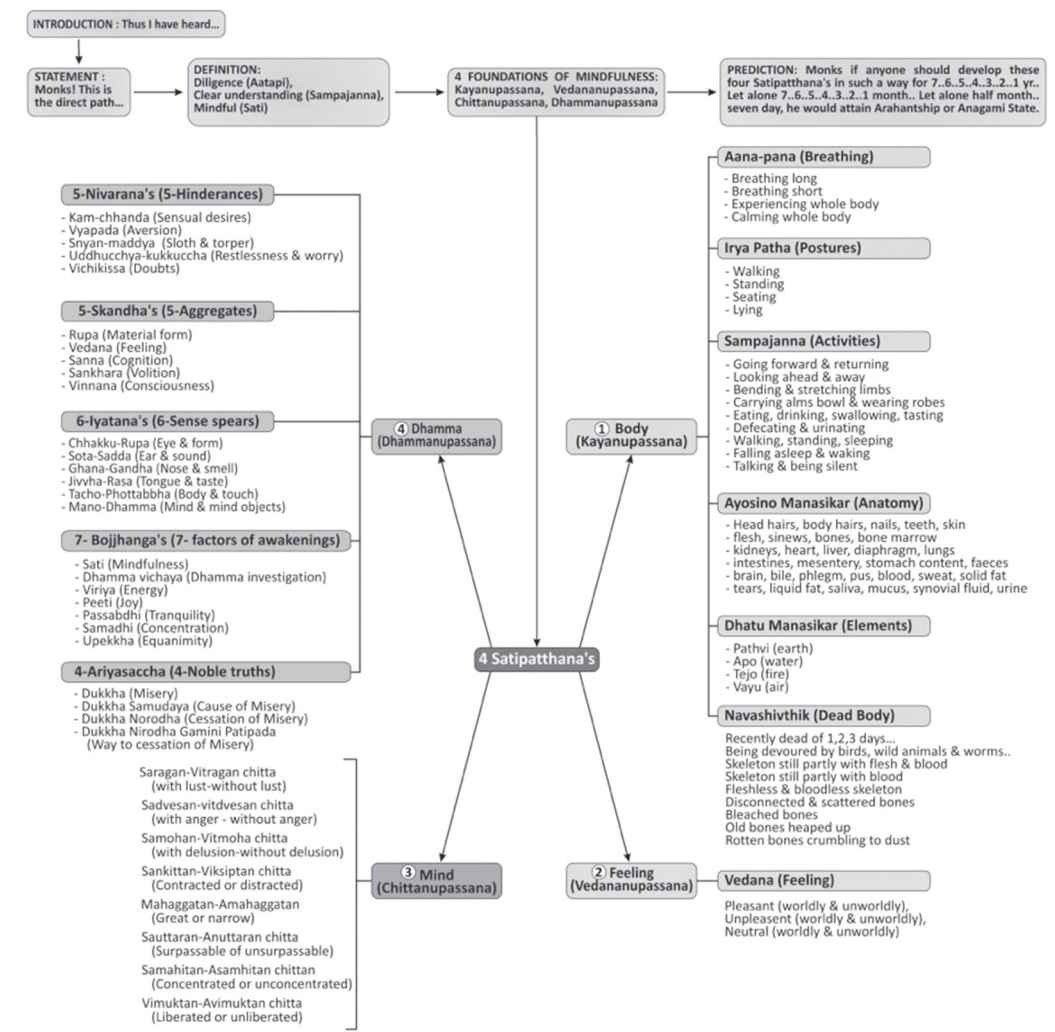 INTRODUCTION : Thus I have heard...
STATEMENT :
Monks! This is
the direct path...
DEFINITION:
Diligence (Aatapi),
Clear understanding (Sampajanna),
Mindful (Sati)
4 FOUNDATIONS OF MINDFULNESS:
Kayanupassana, Vedananupassana,
Chittanupassana, Dhammanupassana
PREDICTION: Monks if anyone should develop these
four Satipatthana's in such a way for 7..6..5..4..3..2..1 yr..
Let alone 7..6..5..4..3..2..1 month.. Let alone half month..
seven day, he would attain Arahantship or Anagami State.
5-Nivarana's (5-Hinderances)
- Kam-chhanda (Sensual desires)
- Vyapada (Aversion)
- Snyan-maddya (Sloth & torper)
- Uddhucchya-kukkuccha (Restlessness & worry)
- Vichikissa (Doubts)
5-Skandha's (5-Aggregates)
- Rupa (Material form)
- Vedana (Feeling)
- Sanna (Cognition)
- Sankhara (Volition)
- Vinnana (Consciousness)
6-Iyatana's (6-Sense spears)
- Chhakku-Rupa (Eye & form)
- Sota-Sadda (Ear & sound)
- Ghana-Gandha (Nose & smell)
- Jivvha-Rasa (Tongue & taste)
- Tacho-Phottabbha (Body & touch)
- Mano-Dhamma (Mind & mind objects)
7- Bojjhanga's (7- factors of awakenings)
- Sati (Mindfulness)
- Dhamma vichaya (Dhamma investigation)
- Viriya (Energy)
- Peeti (Joy)
- Passabdhi (Tranquility)
- Samadhi (Concentration)
- Upekkha (Equanimity)
4-Ariyasaccha (4-Noble truths)
- Dukkha (Misery)
- Dukkha Samudaya (Cause of Misery)
- Dukkha Norodha (Cessation of Misery)
- Dukkha Nirodha Gamini Patipada
(Way to cessation of Misery)
4 Dhamma
(Dhammanupassana)
1 Body
(Kayanupassana)
Aana-pana (Breathing)
- Breathing long
- Breathing short
- Experiencing whole body
- Calming whole body
Irya Patha (Postures)
- Walking
- Standing
- Seating
- Lying
Sampajanna (Activities)
- Going forward & returning
- Looking ahead & away
- Bending & stretching limbs
- Carrying alms bowl & wearing robes
- Eating, drinking, swallowing, tasting
- Defecating & urinating
- Walking, standing, sleeping
- Falling asleep & waking
- Talking & being silent
Ayosino Manasikar (Anatomy)
- Head hairs, body hairs, nails, teeth, skin
- flesh, sinews, bones, bone marrow
- kidneys, heart, liver, diaphragm, lungs
- intestines, mesentery, stomach content, faeces
- brain, bile, phlegm, pus, blood, sweat, solid fat
- tears, liquid fat, saliva, mucus, synovial fluid, urine
Dhatu Manasikar (Elements)
- Pathvi (earth)
- Apo (water)
- Tejo (fire)
- Vayu (air)
Navashivthik (Dead Body)
Recently dead of 1,2,3 days...
Being devoured by birds, wild animals & worms..
Skeleton still partly with flesh & blood
Skeleton still partly with blood
Fleshless & bloodless skeleton
Disconnected & scattered bones
Bleached bones
Old bones heaped up
Rotten bones crumbling to dust
4 Satipatthana's
Saragan-Vitragan chitta
(with lust-without lust)
Sadvesan-vitdvesan chitta
(with anger - without anger)
Samohan-Vitmoha chitta
(with delusion-without delusion)
Sankittan-Viksiptan chitta
(Contracted or distracted)
Mahaggatan-Amahaggatan
(Great or narrow)
Sauttaran-Anuttaran chitta
(Surpassable of unsurpassable)
Samahitan-Asamhitan chittan
(Concentrated or unconcentrated)
Vimuktan-Avimuktan chitta
(Liberated or unliberated)
3 Mind
(Chittanupassana)
2 Feeling
(Vedananupassana)
Vedana (Feeling)
Pleasant (worldly & unworldly),
Unpleasent (worldly & unworldly),
Neutral (worldly & unworldly)